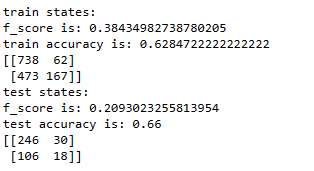 train states:
f_score is: 0.38434982738780205
train accuracy is: 0.6284722222222222
[[738  62]
 [473 167]]
test states:
f_score is: 0.2093023255813954
test accuracy is: 0.66
[[246  30]
 [106  18]]